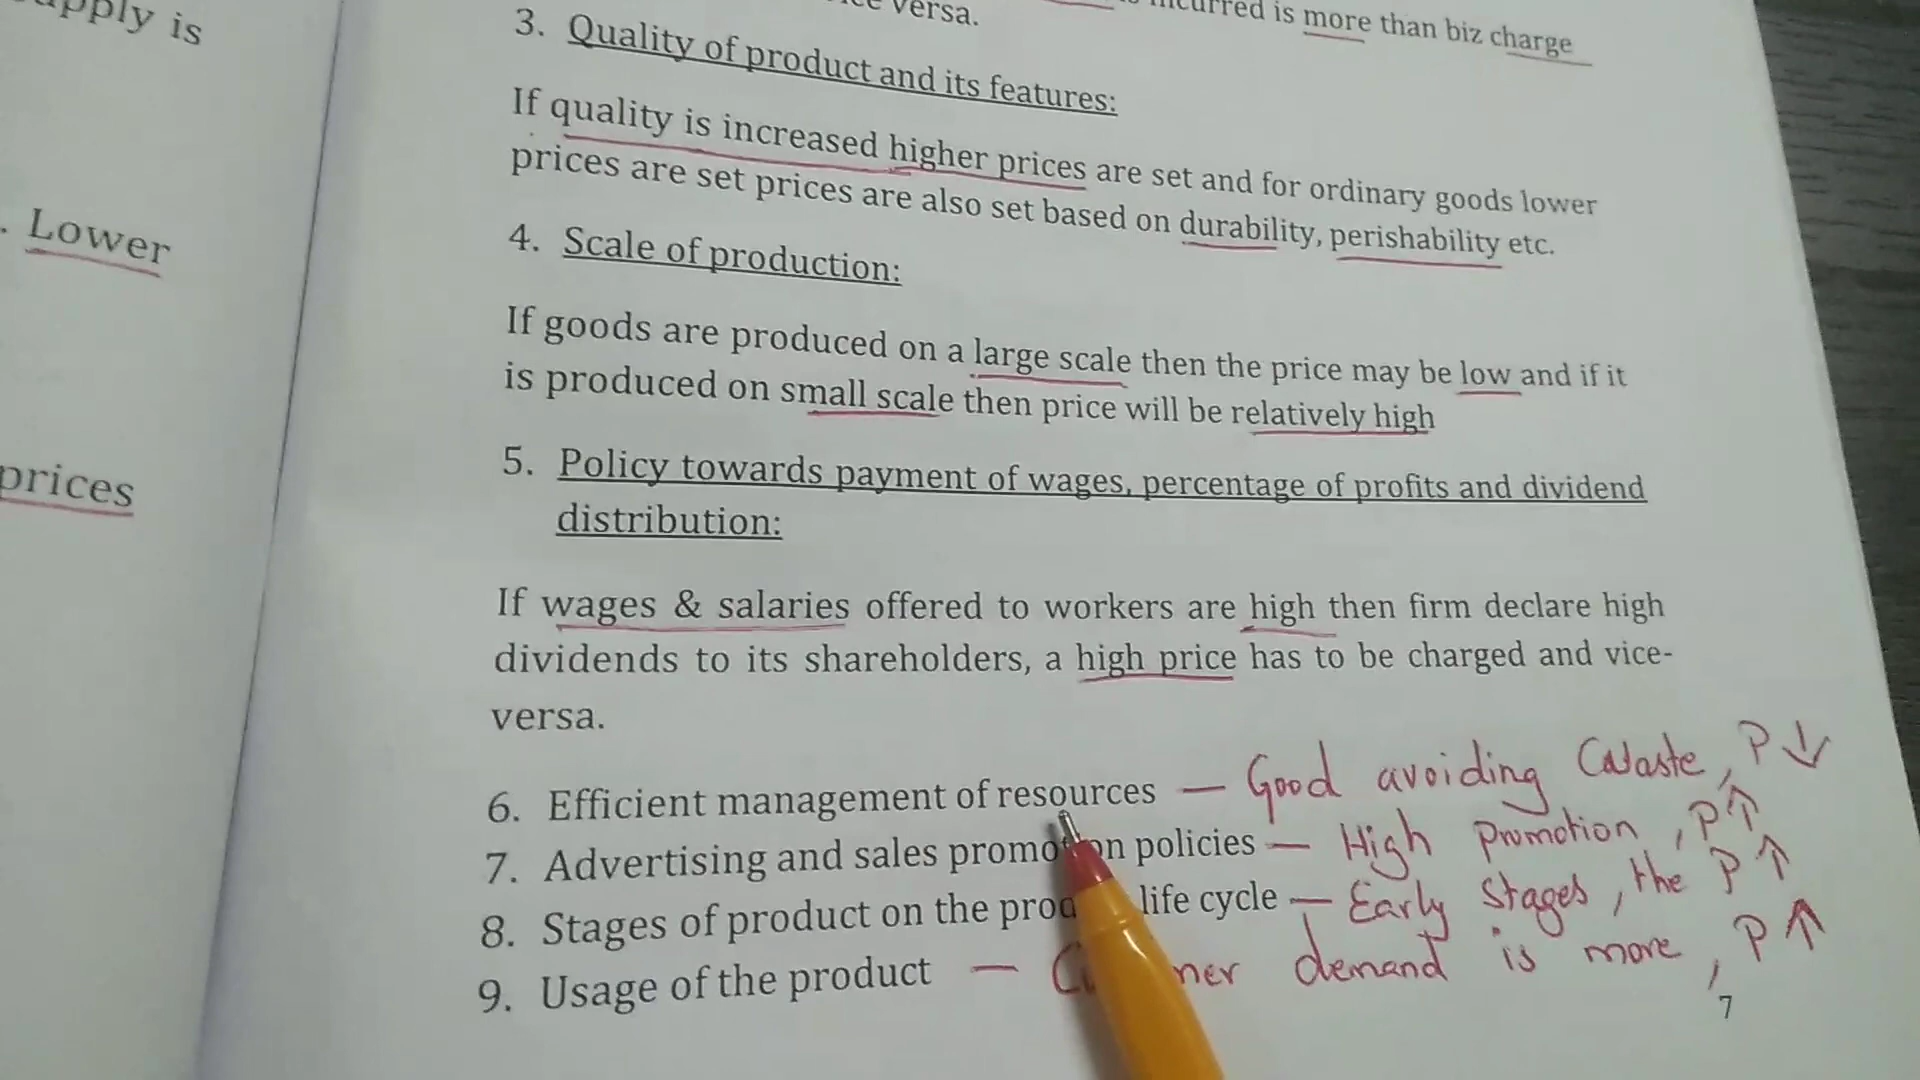 upply is
. Lower
prices
versa.
incurred is more than biz charge
3. Quality of product and its features:
If quality is increased higher prices are set and for ordinary goods lower
prices are set prices are also set based on durability, perishability etc.
4. Scale of production:
If goods are produced on a large scale then the price may be low and if it
is produced on small scale then price will be relatively high
5. Policy towards payment of wages, percentage of profits and dividend
distribution:
If wages & salaries offered to workers are high then firm declare high
dividends to its shareholders, a high price has to be charged and vice-
versa.
6. Efficient management of resources — Good avoiding Waste, P ↓
7. Advertising and sales promotion policies — High promotion, P↑
8. Stages of product on the life cycle — Early stages, the P ↑
9. Usage of the product — demand is more, P ↑
7